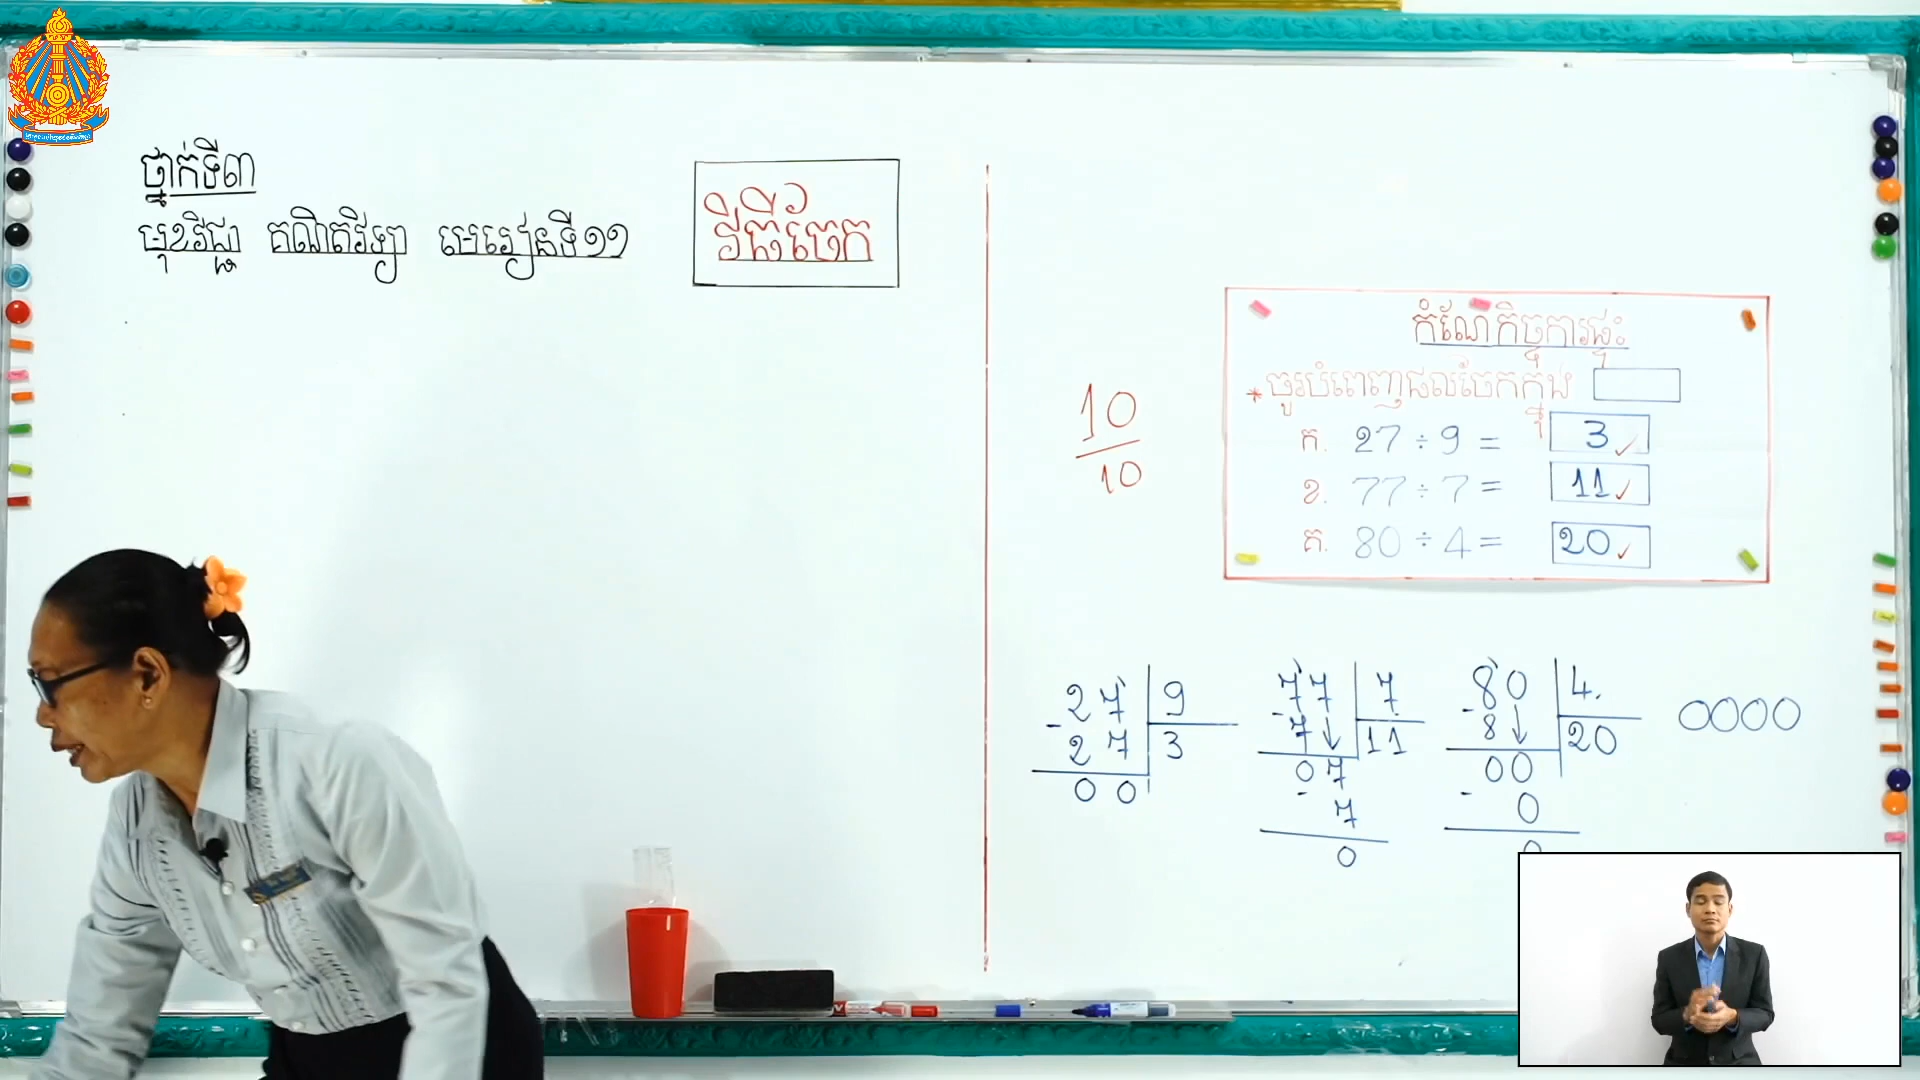 ថ្នាក់ទី៣
មុខវិជ្ជា គណិតវិទ្យា មេរៀនទី១១
វិធីចែក
កំណែកិច្ចការផ្ទះ
* ចូរបំពេញផលចែកក្នុង
ក. 27 ÷ 9 = 3 ✓
ខ. 77 ÷ 7 = 11 ✓
គ. 80 ÷ 4 = 20 ✓
10
10
27 9
- 27 3
00
77 7
- 7↓ 11
07
- 7
0
80 4.
- 8↓ 20
00
- 0
0
0000